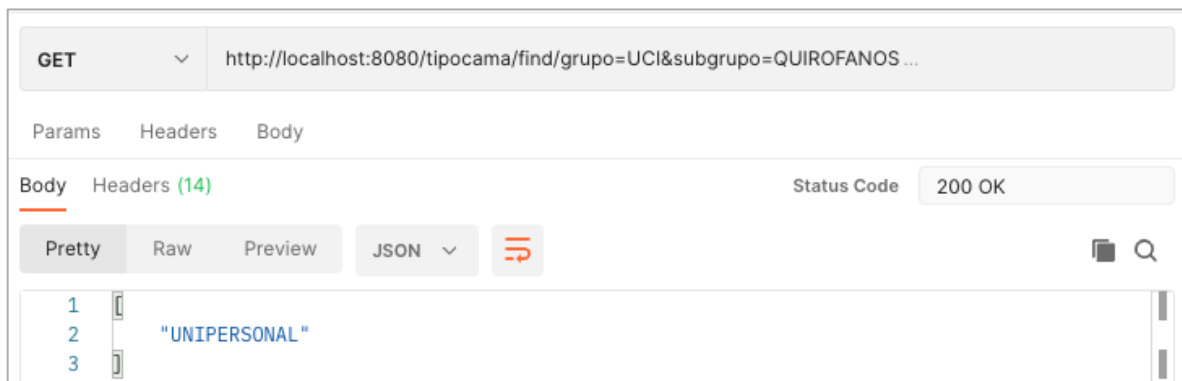 GET http://localhost:8080/tipocama/find/grupo=UCI&subgrupo=QUIROFANOS ...
Params Headers Body
Body Headers (14) Status Code 200 OK
Pretty Raw Preview JSON
1 [
2 "UNIPERSONAL"
3 ]